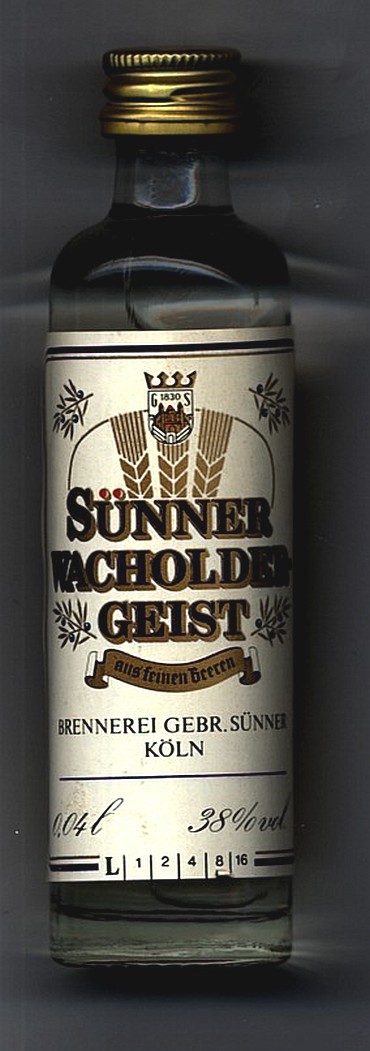 G 1830 S
SÜNNER
WACHOLDER-
GEIST
aus feinen Beeren
BRENNEREI GEBR. SÜNNER
KÖLN
0,04 l 38% vol.
L 1 2 4 8 16